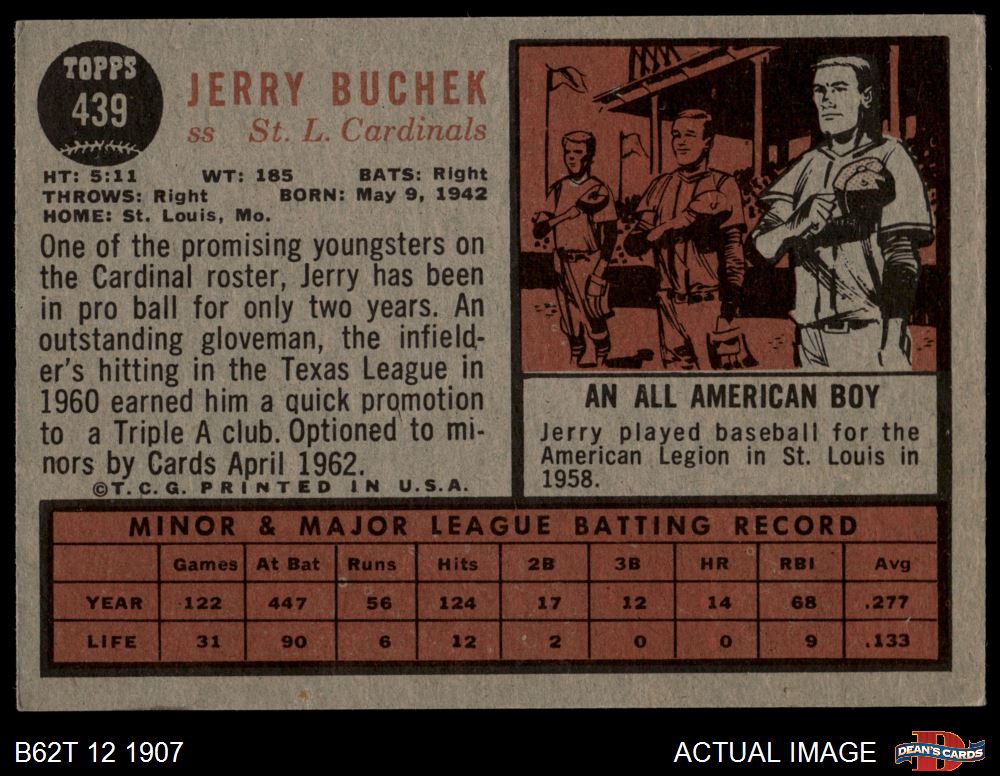 TOPPS
439
JERRY BUCHEK
ss St. L. Cardinals
HT: 5:11 WT: 185 BATS: Right
THROWS: Right BORN: May 9, 1942
HOME: St. Louis, Mo.
One of the promising youngsters on
the Cardinal roster, Jerry has been
in pro ball for only two years. An
outstanding gloveman, the infield-
er's hitting in the Texas League in
1960 earned him a quick promotion
to a Triple A club. Optioned to mi-
nors by Cards April 1962.
©T.C.G. PRINTED IN U.S.A.
AN ALL AMERICAN BOY
Jerry played baseball for the
American Legion in St. Louis in
1958.
MINOR & MAJOR LEAGUE BATTING RECORD
Games At Bat Runs Hits 2B 3B HR RBI Avg
YEAR 122 447 56 124 17 12 14 68 .277
LIFE 31 90 6 12 2 0 0 9 .133
B62T 12 1907
ACTUAL IMAGE
D
DEAN'S CARDS